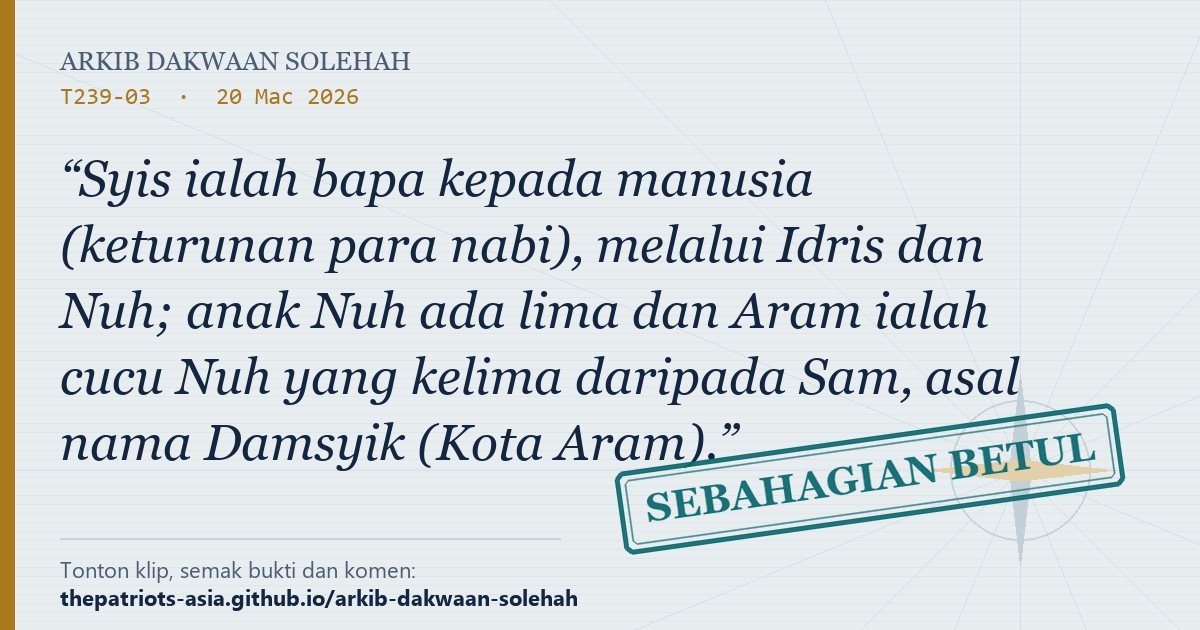 ARKIB DAKWAAN SOLEHAH
T239-03 · 20 Mac 2026
“Syis ialah bapa kepada manusia
(keturunan para nabi), melalui Idris dan
Nuh; anak Nuh ada lima dan Aram ialah
cucu Nuh yang kelima daripada Sam, asal
nama Damsyik (Kota Aram).”
SEBAHAGIAN BETUL
Tonton klip, semak bukti dan komen:
thepatriots-asia.github.io/arkib-dakwaan-solehah